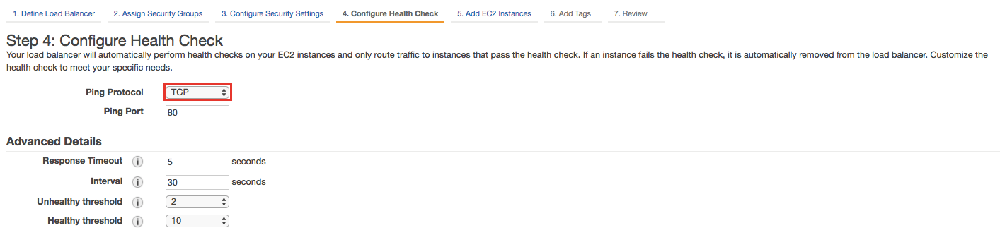 1. Define Load Balancer 2. Assign Security Groups 3. Configure Security Settings 4. Configure Health Check 5. Add EC2 Instances 6. Add Tags 7. Review
Step 4: Configure Health Check
Your load balancer will automatically perform health checks on your EC2 instances and only route traffic to instances that pass the health check. If an instance fails the health check, it is automatically removed from the load balancer. Customize the
health check to meet your specific needs.
Ping Protocol TCP
Ping Port 80
Advanced Details
Response Timeout i 5 seconds
Interval i 30 seconds
Unhealthy threshold i 2
Healthy threshold i 10